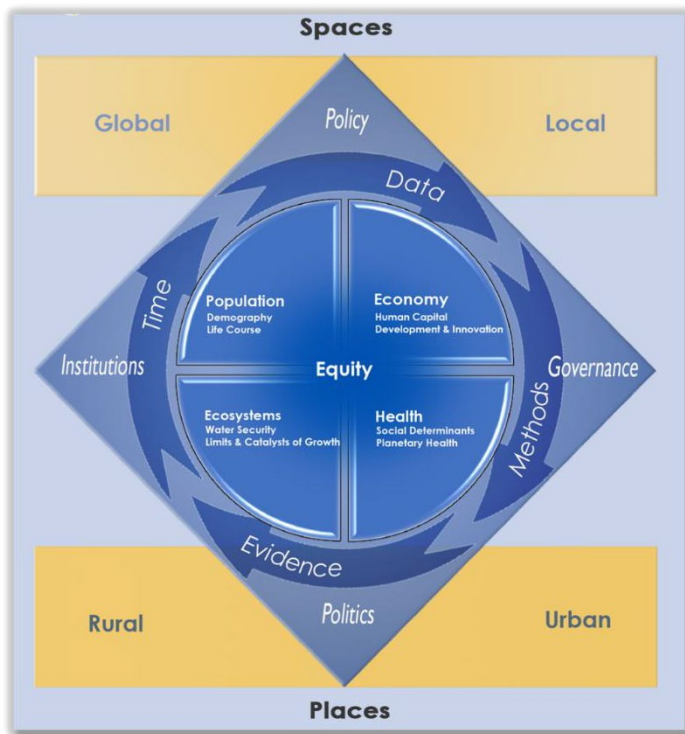 Spaces
Global
Local
Policy
Data
Time
Population
Demography
Life Course
Economy
Human Capital
Development & Innovation
Institutions
Equity
Governance
Ecosystems
Water Security
Limits & Catalysts of Growth
Health
Social Determinants
Planetary Health
Methods
Evidence
Politics
Rural
Urban
Places